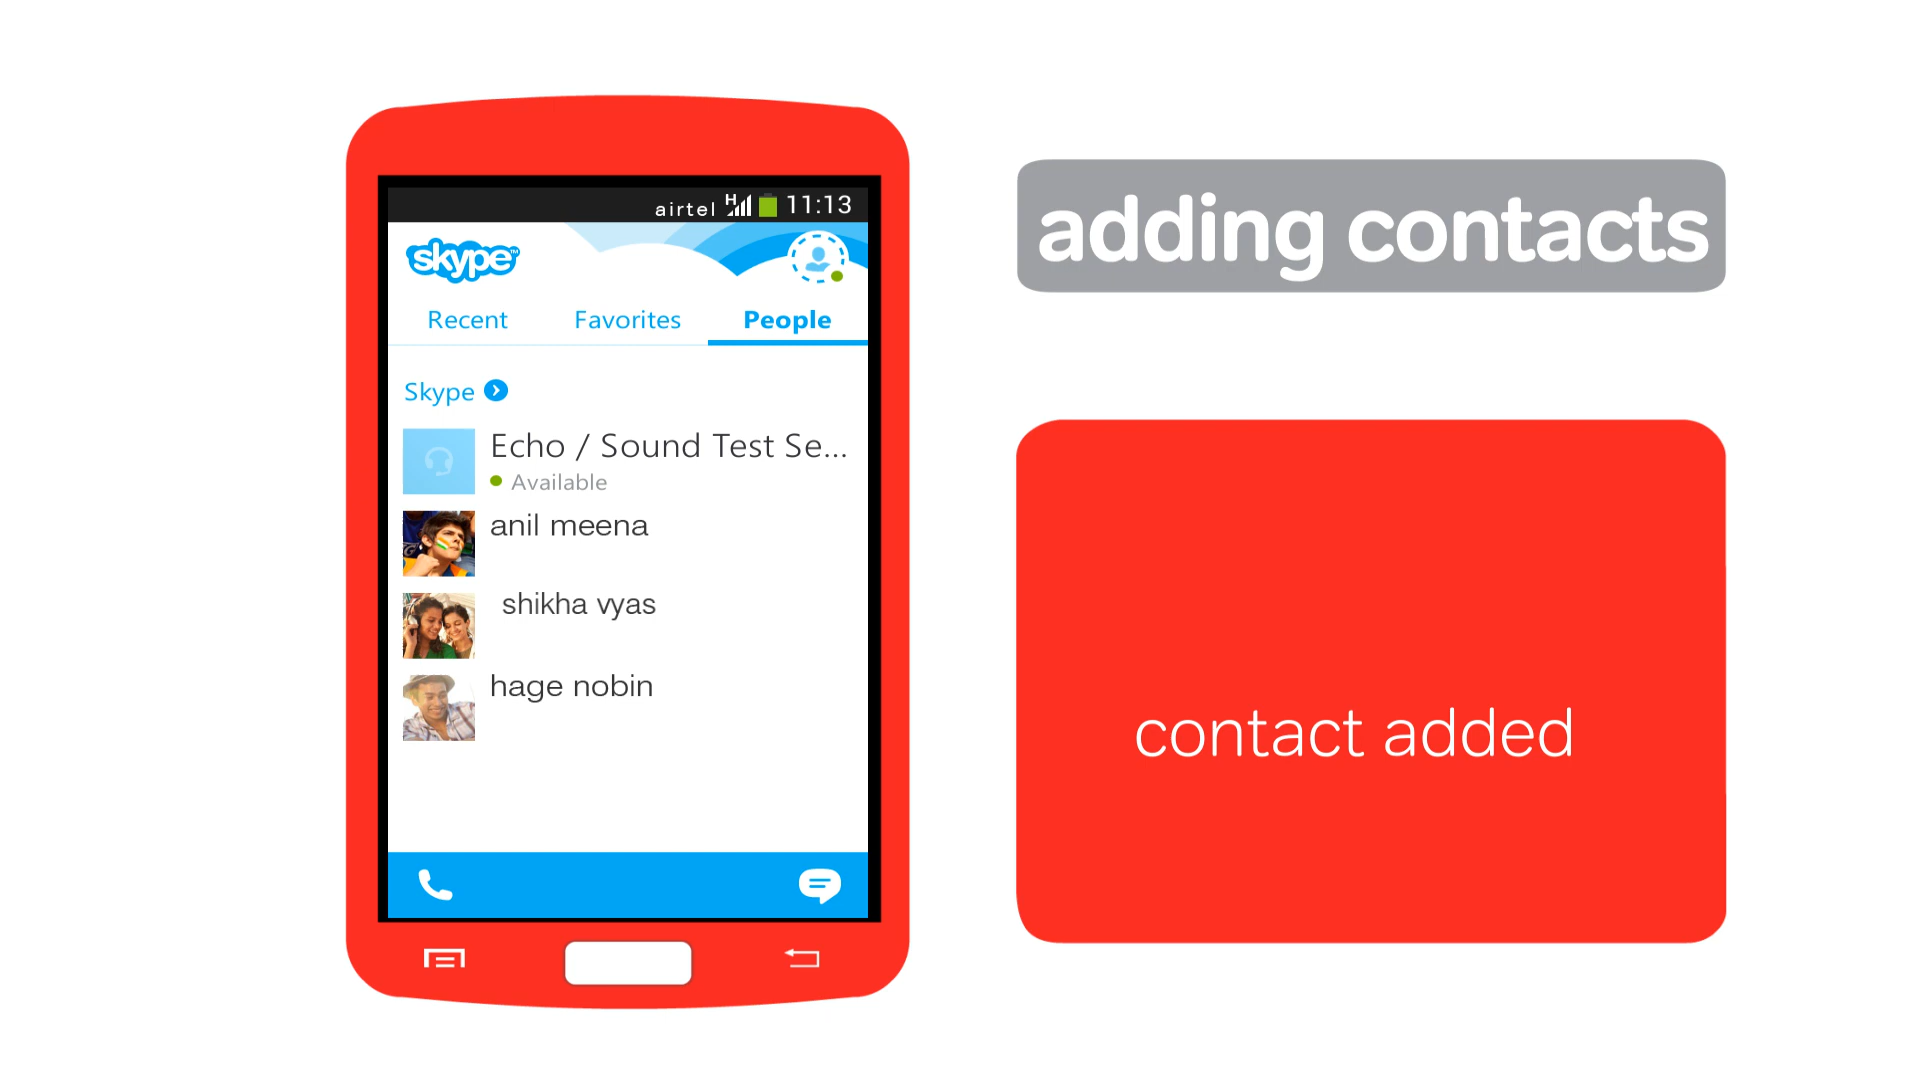 airtel H 11:13
skype™
Recent Favorites People
Skype
Echo / Sound Test Se...
Available
anil meena
shikha vyas
hage nobin
adding contacts
contact added